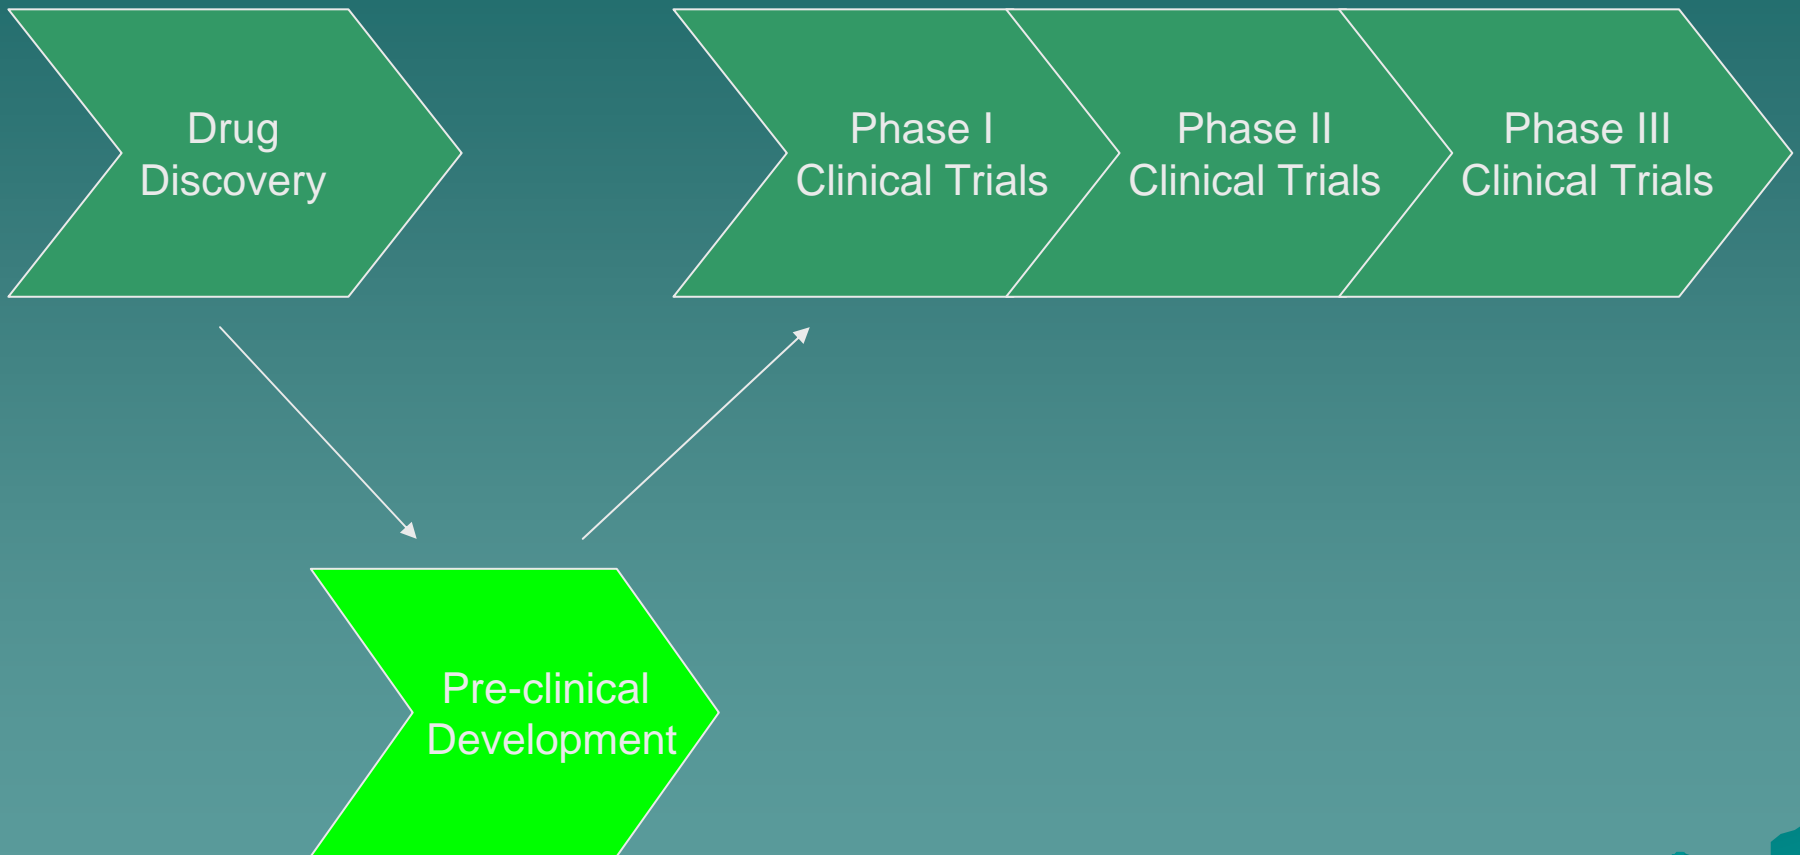 Drug
Discovery
Phase I
Clinical Trials
Phase II
Clinical Trials
Phase III
Clinical Trials
Pre-clinical
Development